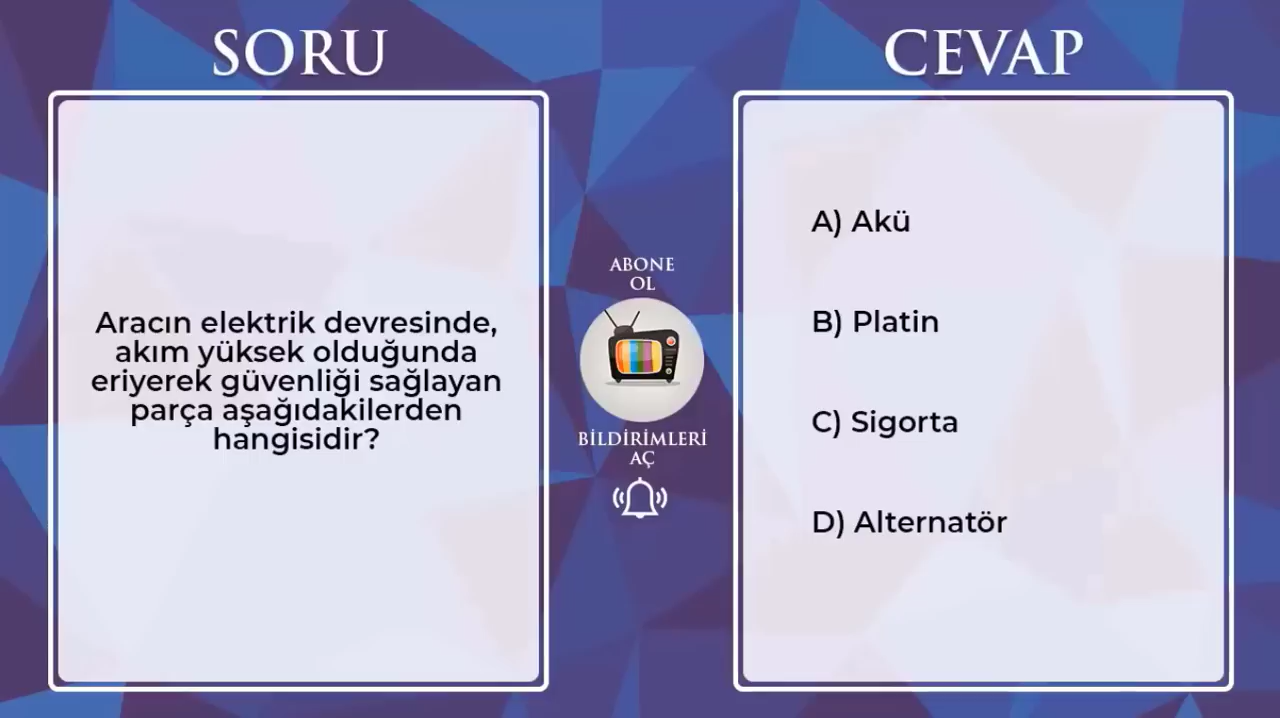 SORU
Aracın elektrik devresinde,
akım yüksek olduğunda
eriyerek güvenliği sağlayan
parça aşağıdakilerden
hangisidir?
ABONE
OL
BİLDİRİMLERİ
AÇ
CEVAP
A) Akü
B) Platin
C) Sigorta
D) Alternatör